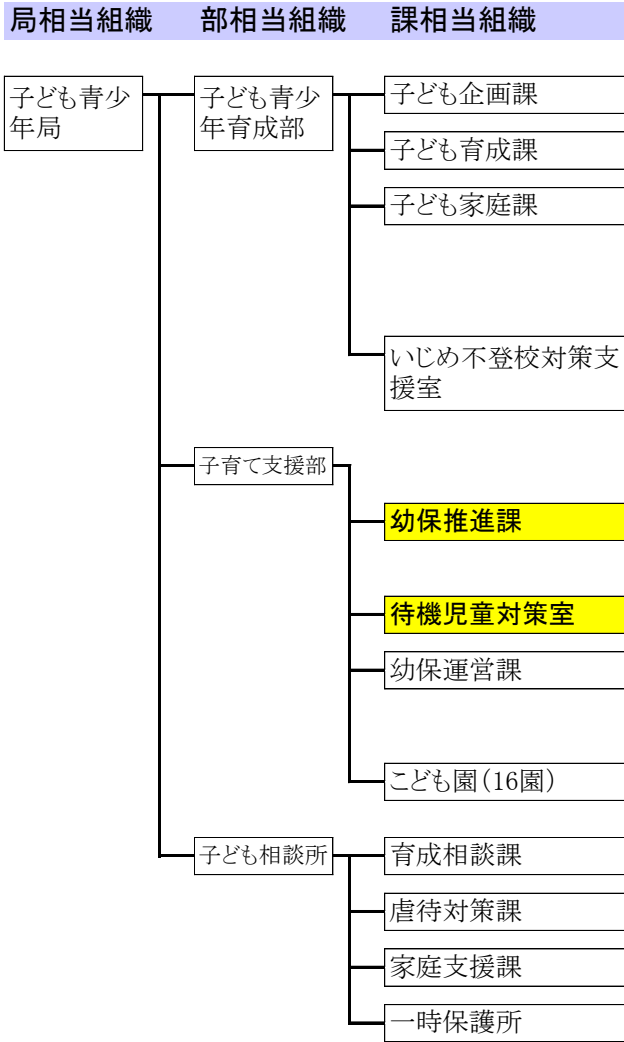 局相当組織 部相当組織 課相当組織
子ども青少
年局
子ども青少
年育成部
子ども企画課
子ども育成課
子ども家庭課
いじめ不登校対策支
援室
子育て支援部
幼保推進課
待機児童対策室
幼保運営課
こども園(16園)
子ども相談所
育成相談課
虐待対策課
家庭支援課
一時保護所